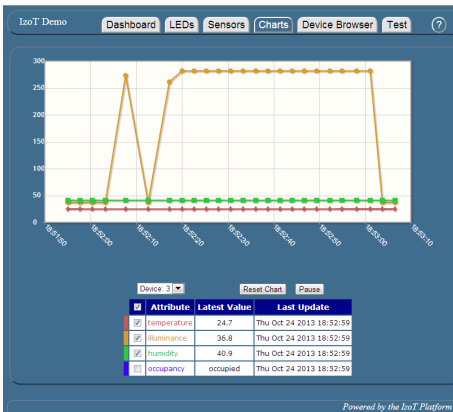 IzoT Demo
Dashboard LEDs Sensors Charts Device Browser Test ?
300
250
200
150
100
50
0
18:51:50 18:52:00 18:52:10 18:52:20 18:52:30 18:52:40 18:52:50 18:53:00 18:53:10
Device: 3 Reset Chart Pause
Attribute Latest Value Last Update
temperature 24.7 Thu Oct 24 2013 18:52:59
illuminance 36.8 Thu Oct 24 2013 18:52:59
humidity 40.9 Thu Oct 24 2013 18:52:59
occupancy occupied Thu Oct 24 2013 18:52:59
Powered by the IzoT Platform